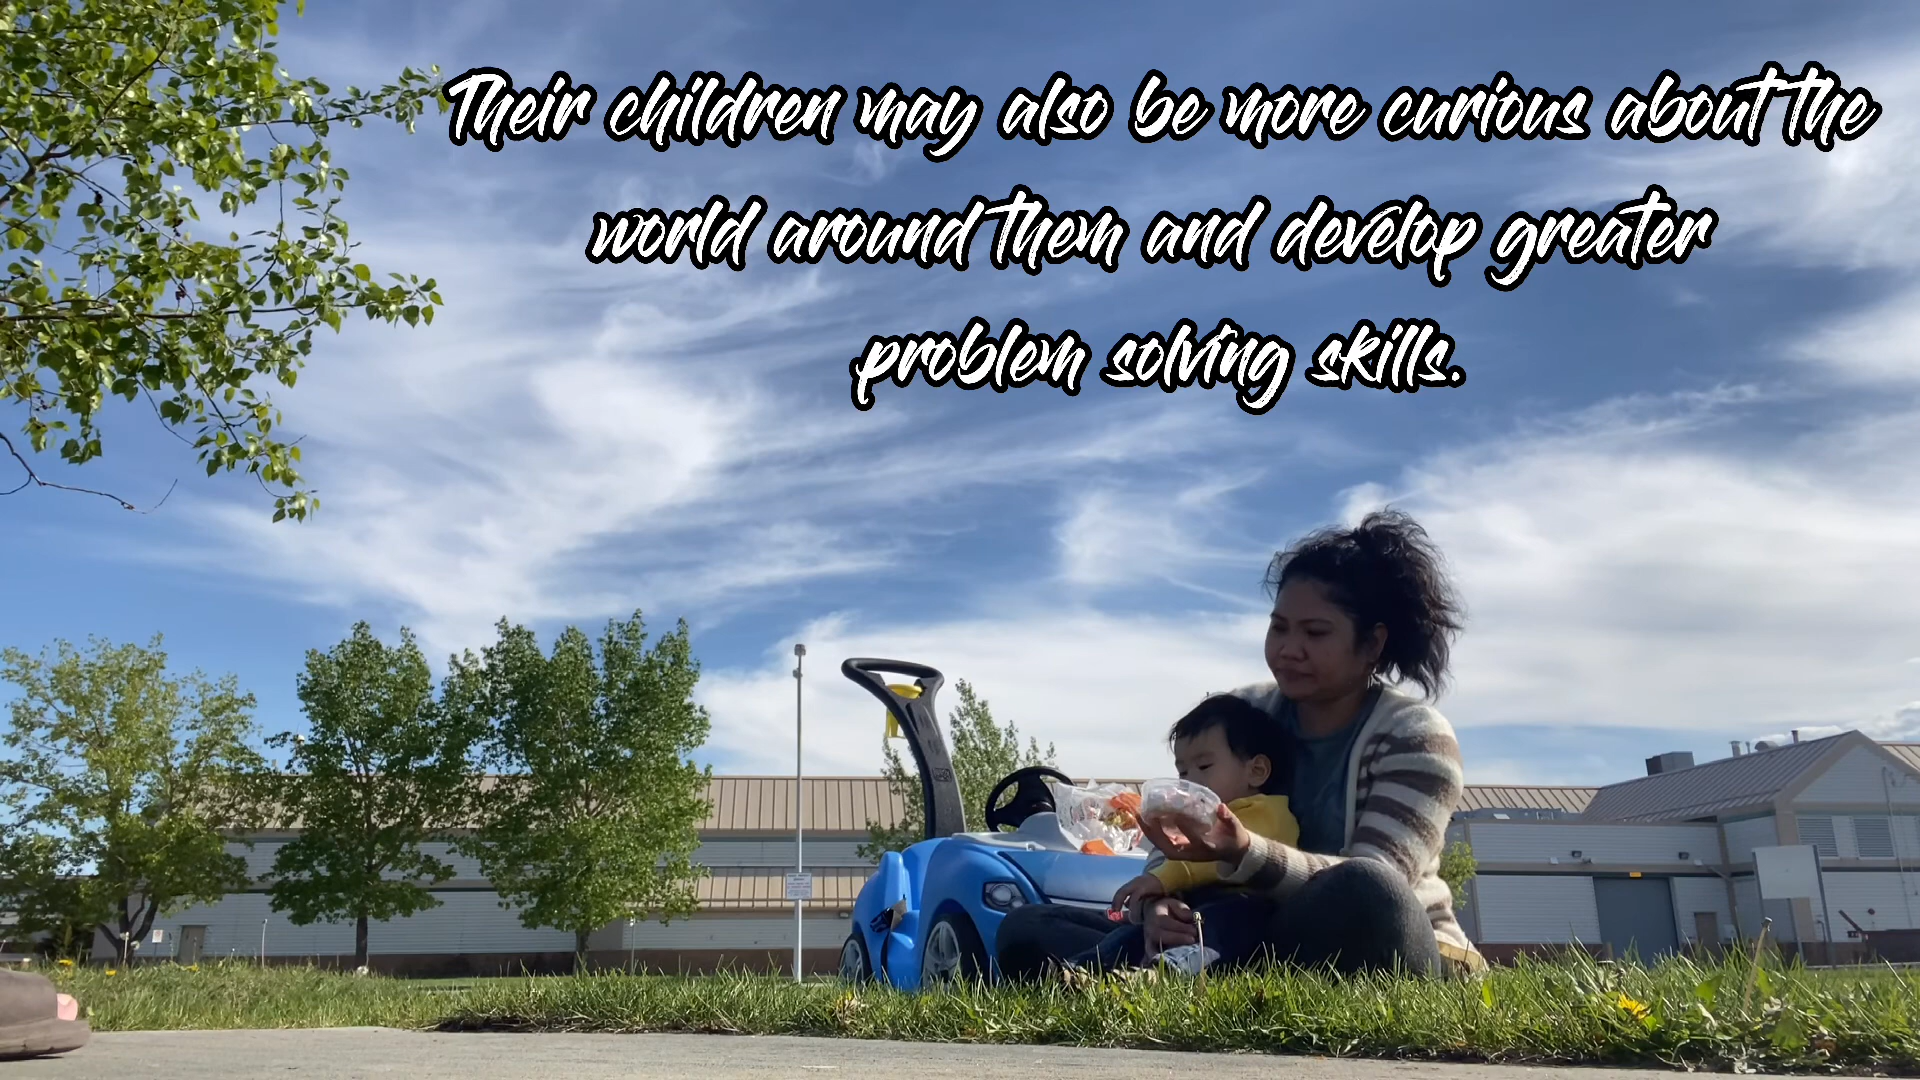 Their children may also be more curious about the
world around them and develop greater
problem solving skills.